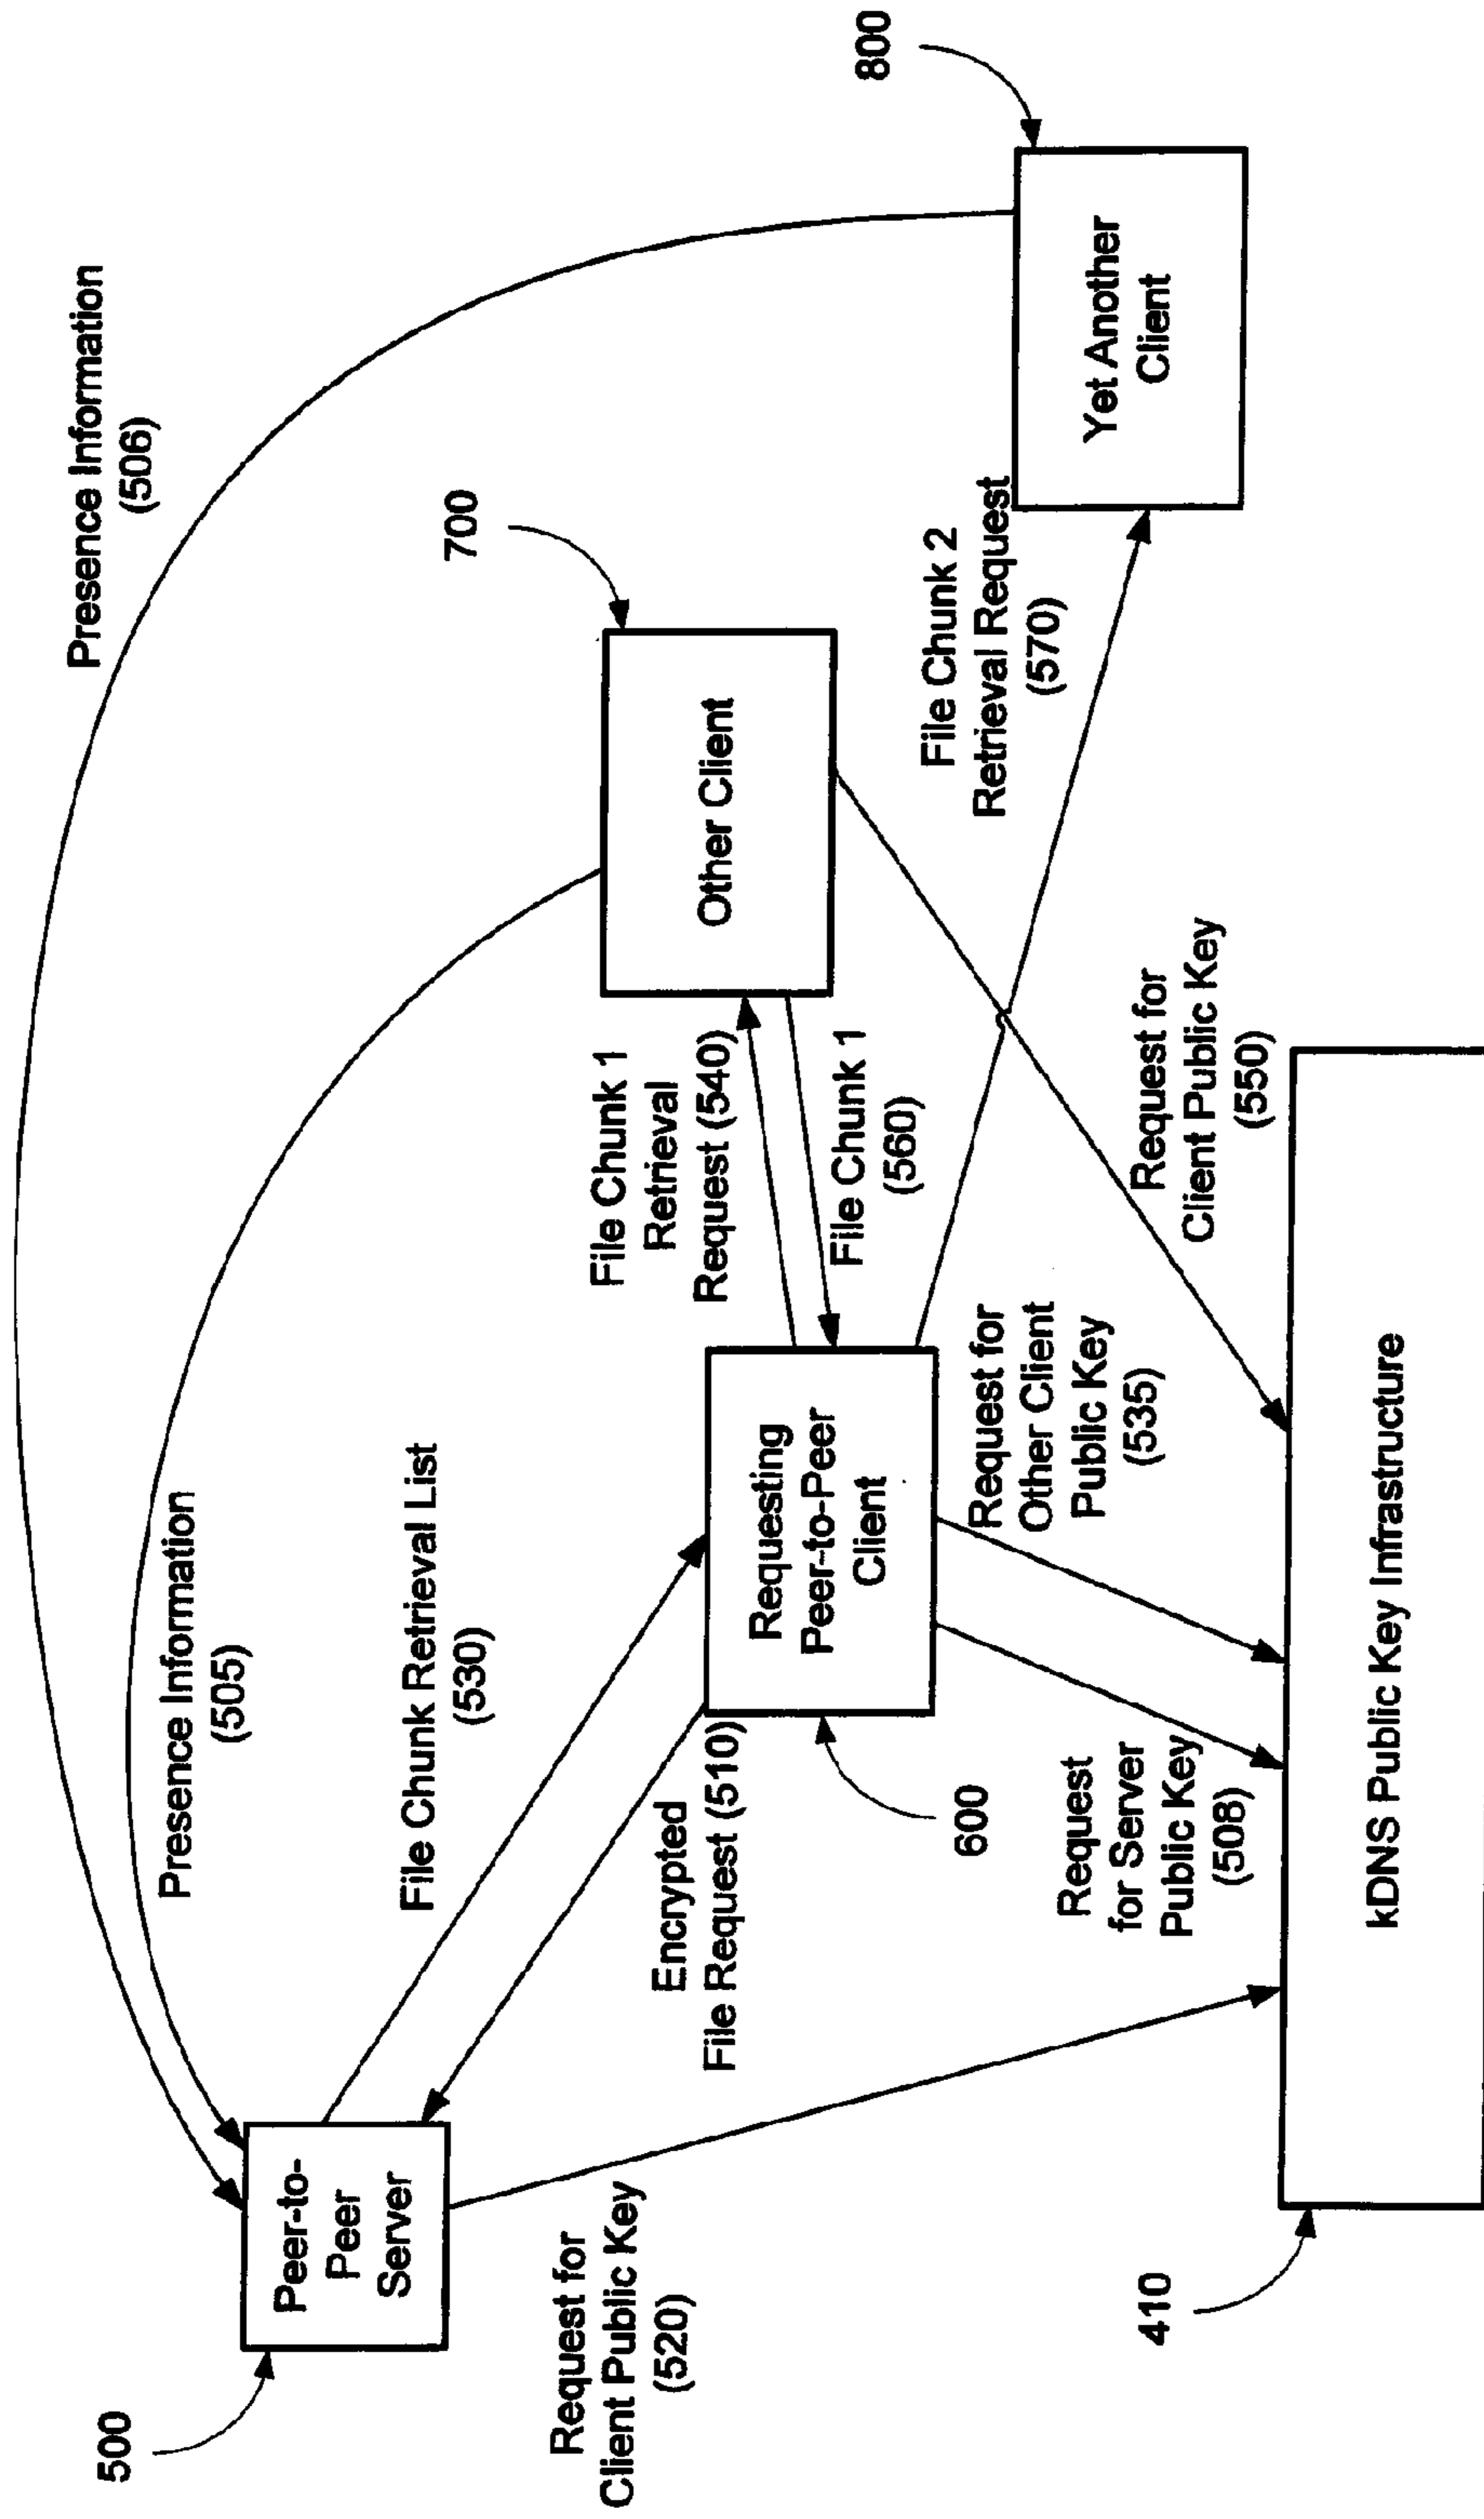 Presence Information
(506)
800
Presence Information
(505)
700
500
File Chunk Retrieval List
(530)
Peer-to-
Peer
Server
Other Client
File Chunk 1
Retrieval
Request (540)
Encrypted
File Request (510)
Requesting
Peer-to-Peer
Client
File Chunk 1
(560)
File Chunk 2
Retrieval Request
(570)
Yet Another
Client
Request for
Client Public Key
(520)
600
Request for
Other Client
Public Key
(535)
Request
for Server
Public Key
(508)
Request for
Client Public Key
(550)
410
kDNS Public Key Infrastructure